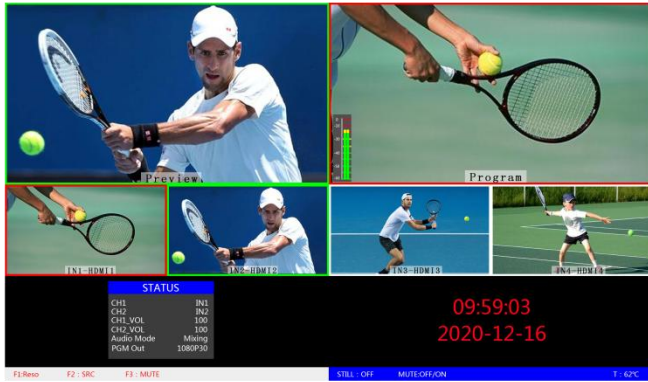 Preview
Program
IN1-HDMI1
IN2-HDMI2
IN3-HDMI3
IN4-HDMI4
STATUS
CH1 IN1
CH2 IN2
CH1_VOL 100
CH2_VOL 100
Audio Mode Mixing
PGM Out 1080P30
09:59:03
2020-12-16
F1:Reso F2 : SRC F3 : MUTE STILL : OFF MUTE:OFF/ON T : 62℃